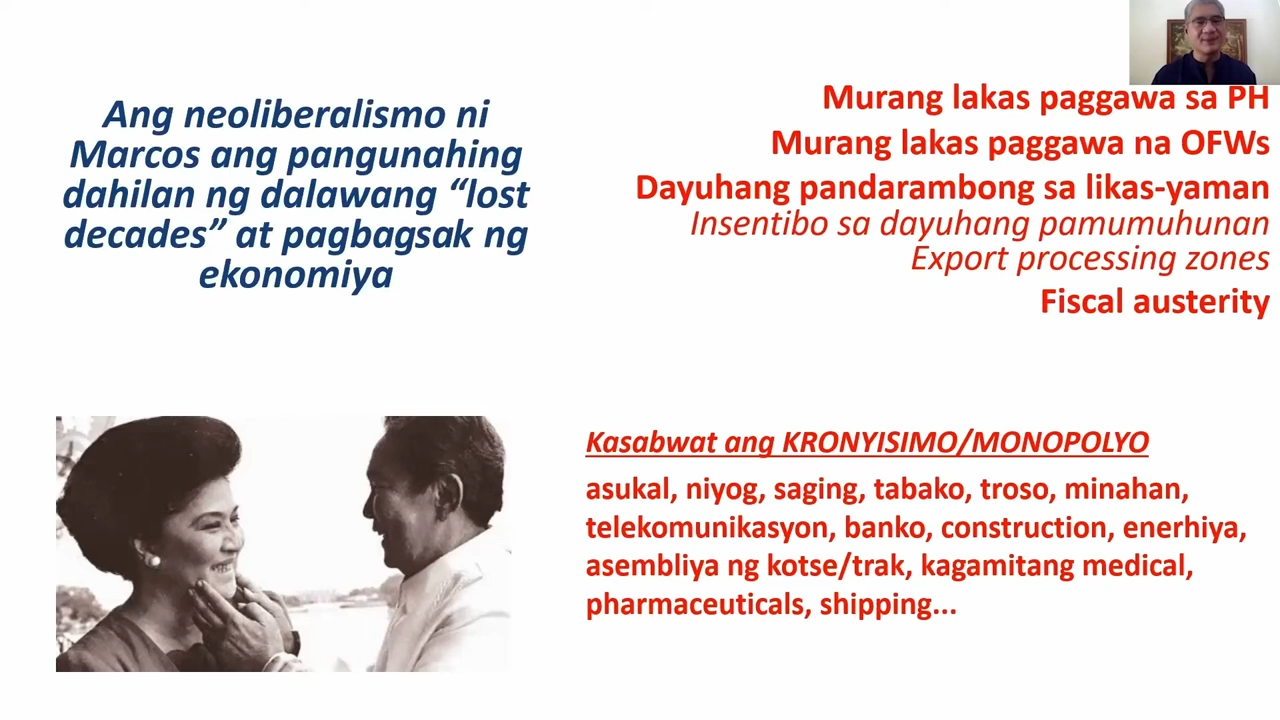 Ang neoliberalismo ni
Marcos ang pangunahing
dahilan ng dalawang “lost
decades” at pagbagsak ng
ekonomiya
Murang lakas paggawa sa PH
Murang lakas paggawa na OFWs
Dayuhang pandarambong sa likas-yaman
Insentibo sa dayuhang pamumuhunan
Export processing zones
Fiscal austerity
Kasabwat ang KRONYISIMO/MONOPOLYO
asukal, niyog, saging, tabako, troso, minahan,
telekomunikasyon, banko, construction, enerhiya,
asembliya ng kotse/trak, kagamitang medical,
pharmaceuticals, shipping...